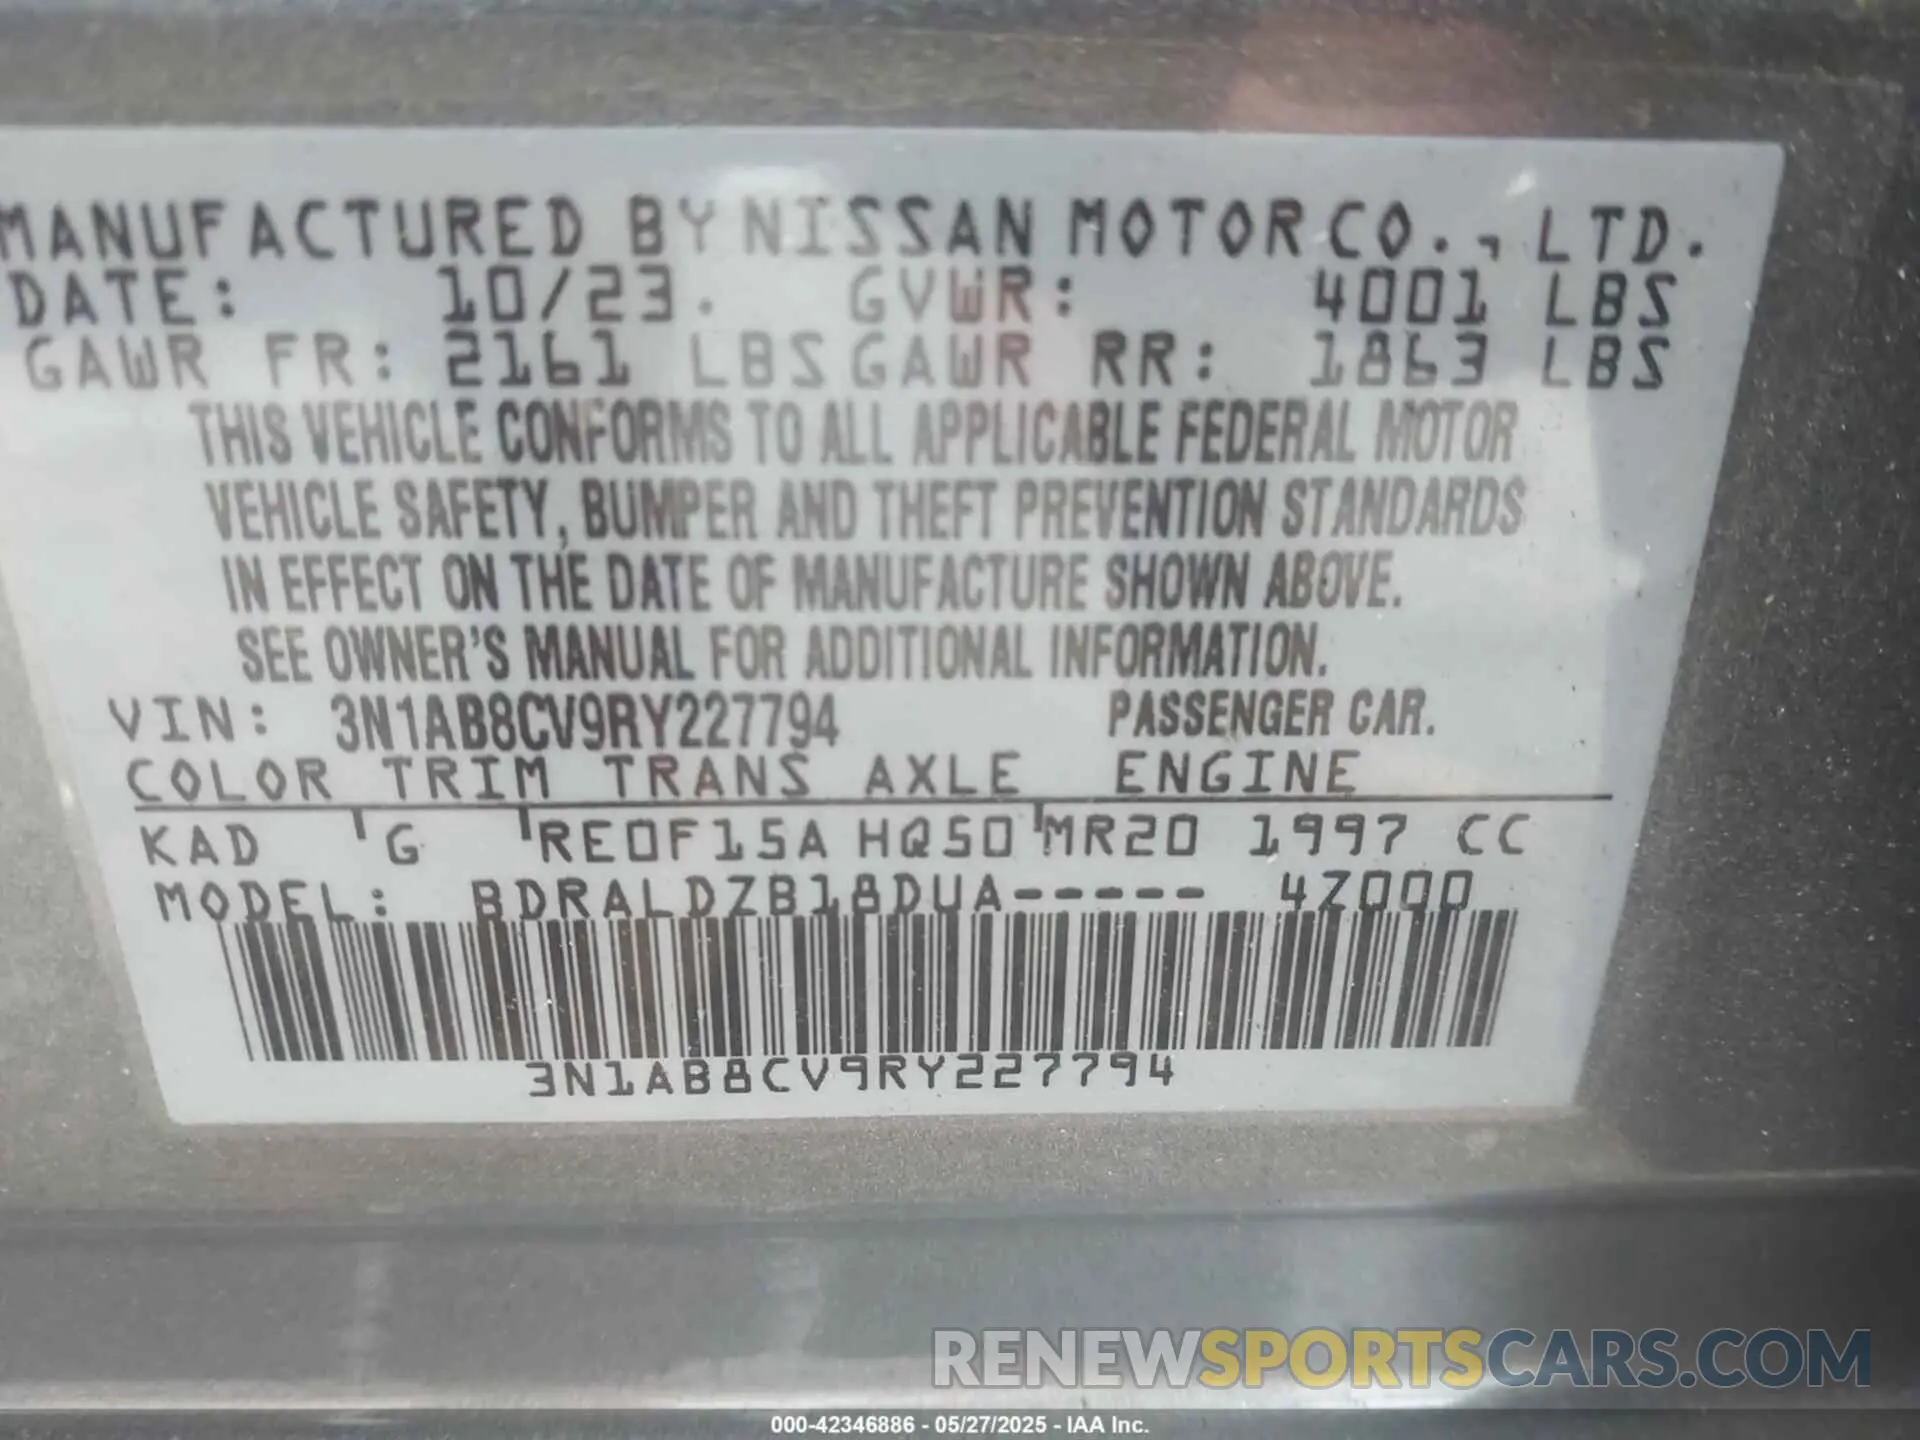 MANUFACTURED BY NISSAN MOTOR CO., LTD.
DATE: 10/23. GVWR: 4001 LBS
GAWR FR: 2161 LBS GAWR RR: 1863 LBS
THIS VEHICLE CONFORMS TO ALL APPLICABLE FEDERAL MOTOR
VEHICLE SAFETY, BUMPER AND THEFT PREVENTION STANDARDS
IN EFFECT ON THE DATE OF MANUFACTURE SHOWN ABOVE.
SEE OWNER'S MANUAL FOR ADDITIONAL INFORMATION.
VIN: 3N1AB8CV9RY227794 PASSENGER CAR.
COLOR TRIM TRANS AXLE ENGINE
KAD G RE0F15A HQ50 MR20 1997 CC
MODEL: BDRALDZB18DUA----- 4Z000
3N1AB8CV9RY227794
RENEWSPORTSCARS.COM
000-42346886 - 05/27/2025 - IAA Inc.